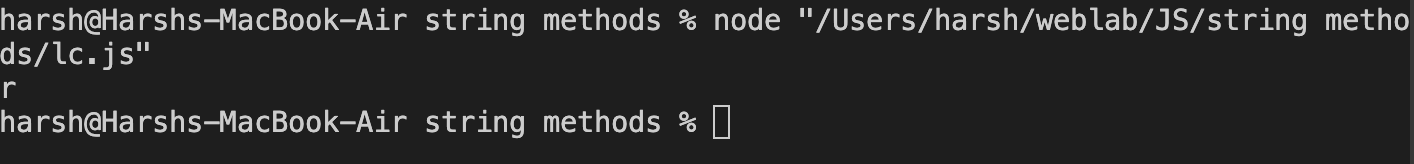 harsh@Harshs-MacBook-Air string methods % node "/Users/harsh/weblab/JS/string metho
ds/lc.js"
r
harsh@Harshs-MacBook-Air string methods %